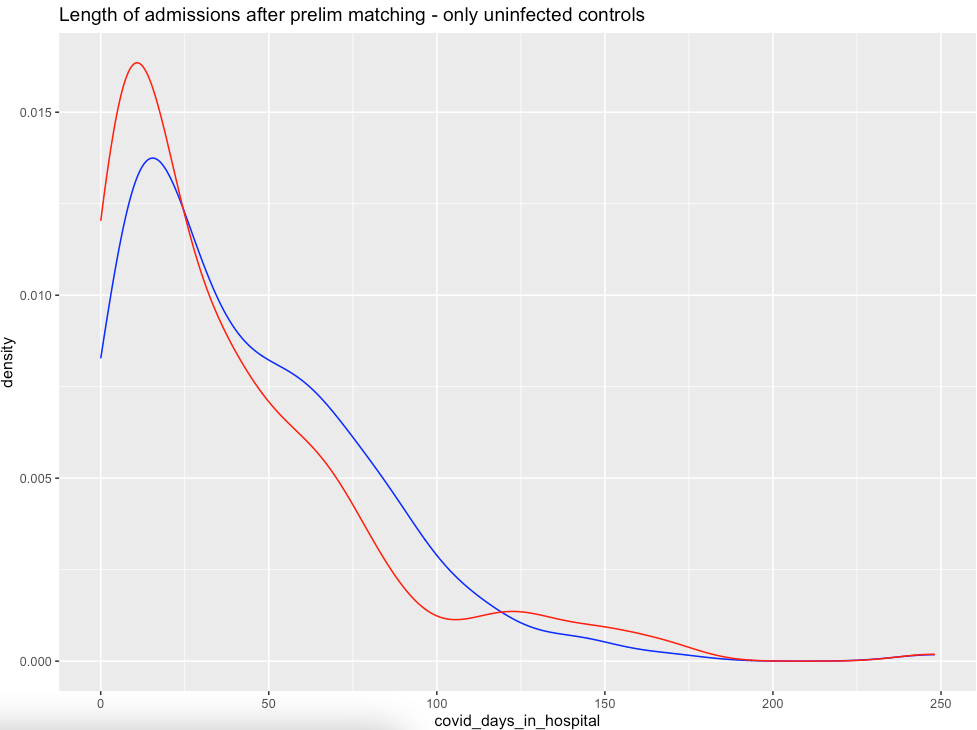 Length of admissions after prelim matching - only uninfected controls
density
0.015
0.010
0.005
0.000
0 50 100 150 200 250
covid_days_in_hospital